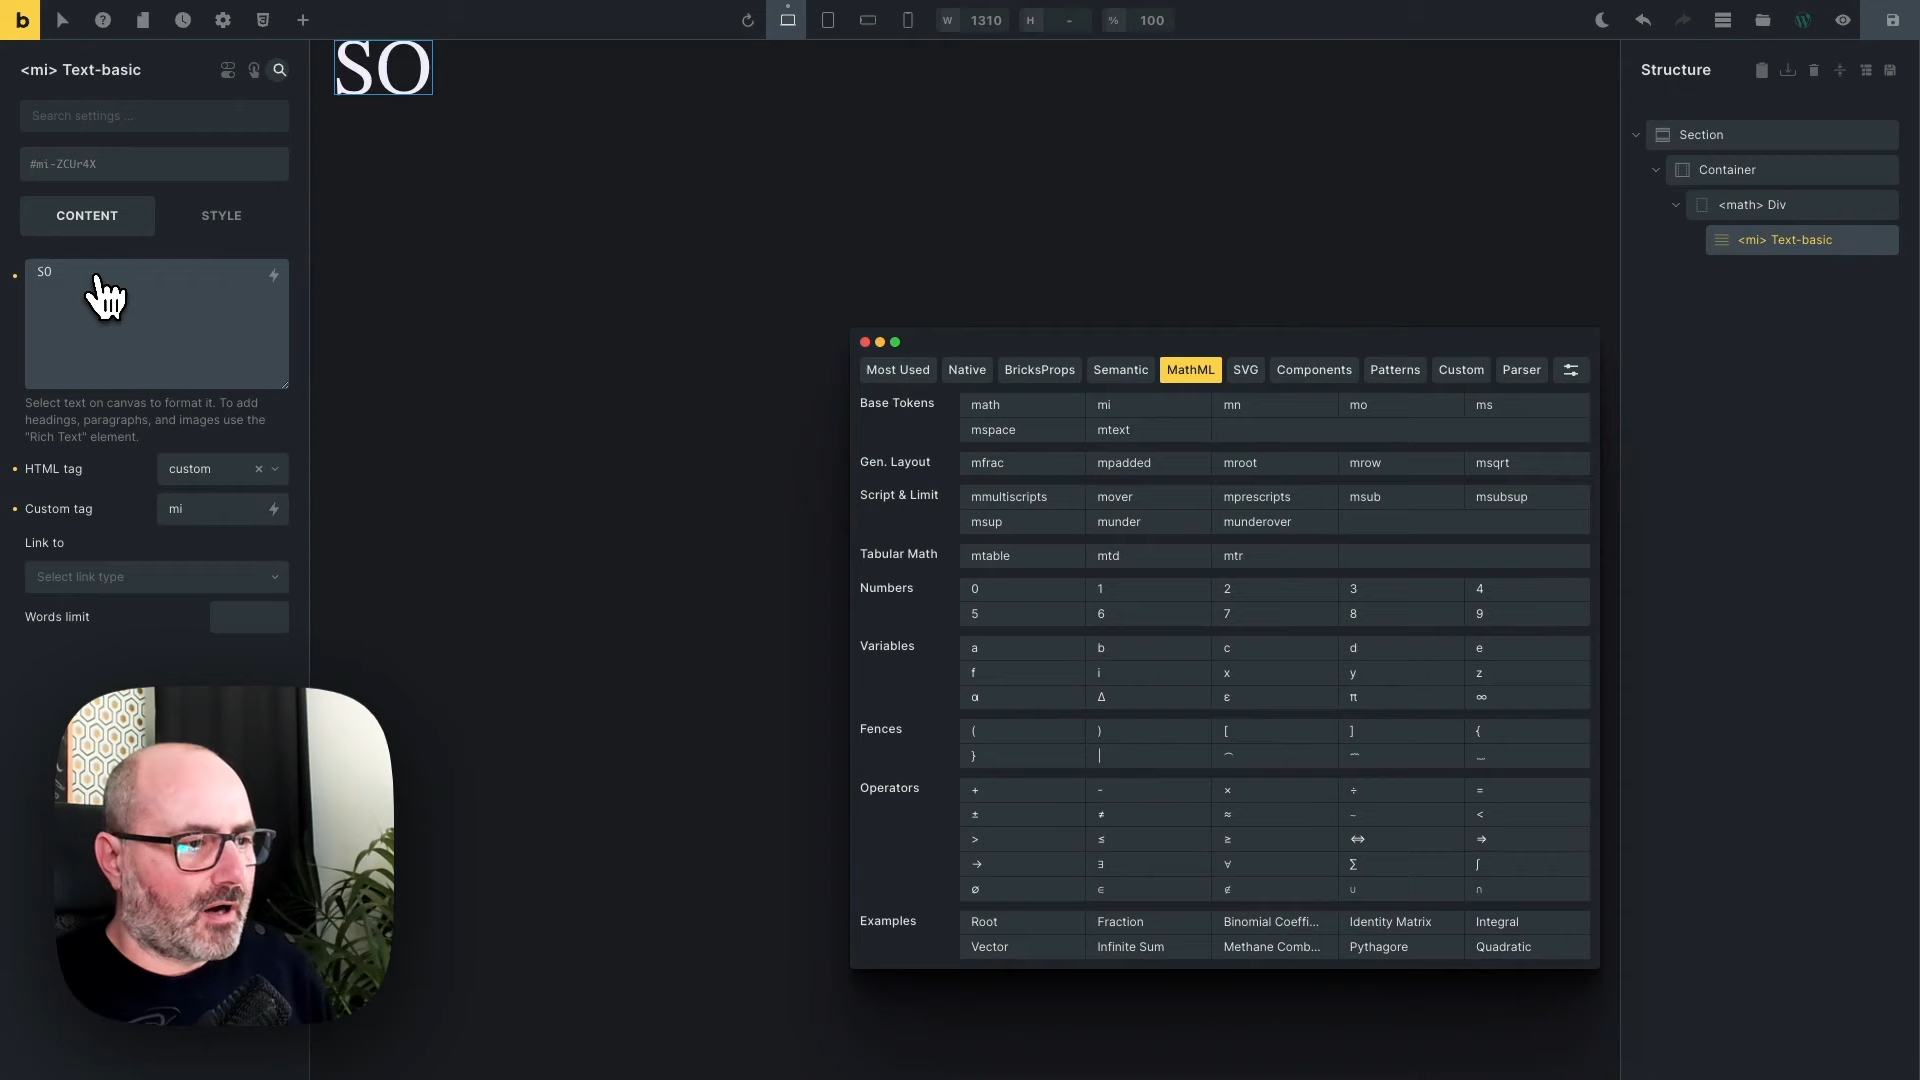 b
W 1310 H - % 100
<mi> Text-basic
Search settings ...
#mi-ZCUr4X
CONTENT STYLE
SO
Select text on canvas to format it. To add
headings, paragraphs, and images use the
"Rich Text" element.
HTML tag custom
Custom tag mi
Link to
Select link type
Words limit
SO
Most Used Native BricksProps Semantic MathML SVG Components Patterns Custom Parser
Base Tokens math mi mn mo ms
mspace mtext
Gen. Layout mfrac mpadded mroot mrow msqrt
Script & Limit mmultiscripts mover mprescripts msub msubsup
msup munder munderover
Tabular Math mtable mtd mtr
Numbers 0 1 2 3 4
5 6 7 8 9
Variables a b c d e
f i x y z
α Δ ε π ∞
Fences ( ) [ ] {
} | ⏜ ⏞ ⎵
Operators + - × ÷ =
± ≠ ≈ ~ <
> ≤ ≥ ⇔ ⇒
→ ∃ ∀ ∑ ∫
∅ ∈ ∉ ∪ ∩
Examples Root Fraction Binomial Coeffi... Identity Matrix Integral
Vector Infinite Sum Methane Comb... Pythagore Quadratic
Structure
Section
Container
<math> Div
<mi> Text-basic